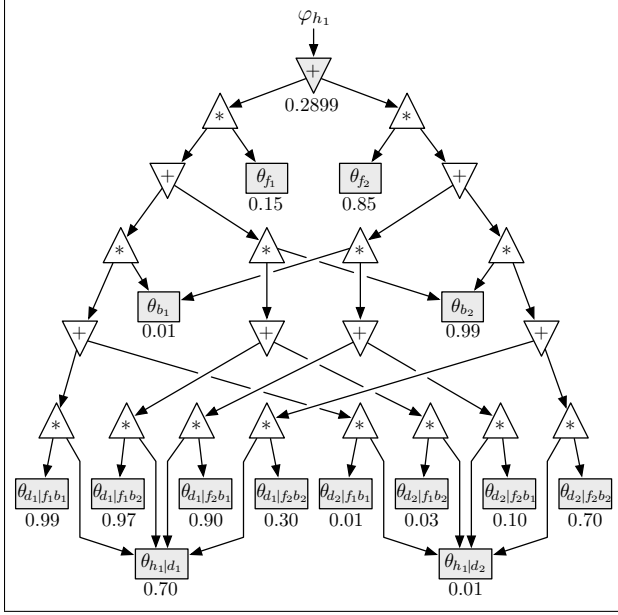 φ_{h_1}
+
0.2899
* *
+ θ_{f_1} θ_{f_2} +
0.15 0.85
* * * *
θ_{b_1} θ_{b_2}
0.01 0.99
+ + + +
* * * * * * * *
θ_{d_1|f_1b_1} θ_{d_1|f_1b_2} θ_{d_1|f_2b_1} θ_{d_1|f_2b_2} θ_{d_2|f_1b_1} θ_{d_2|f_1b_2} θ_{d_2|f_2b_1} θ_{d_2|f_2b_2}
0.99 0.97 0.90 0.30 0.01 0.03 0.10 0.70
θ_{h_1|d_1} θ_{h_1|d_2}
0.70 0.01